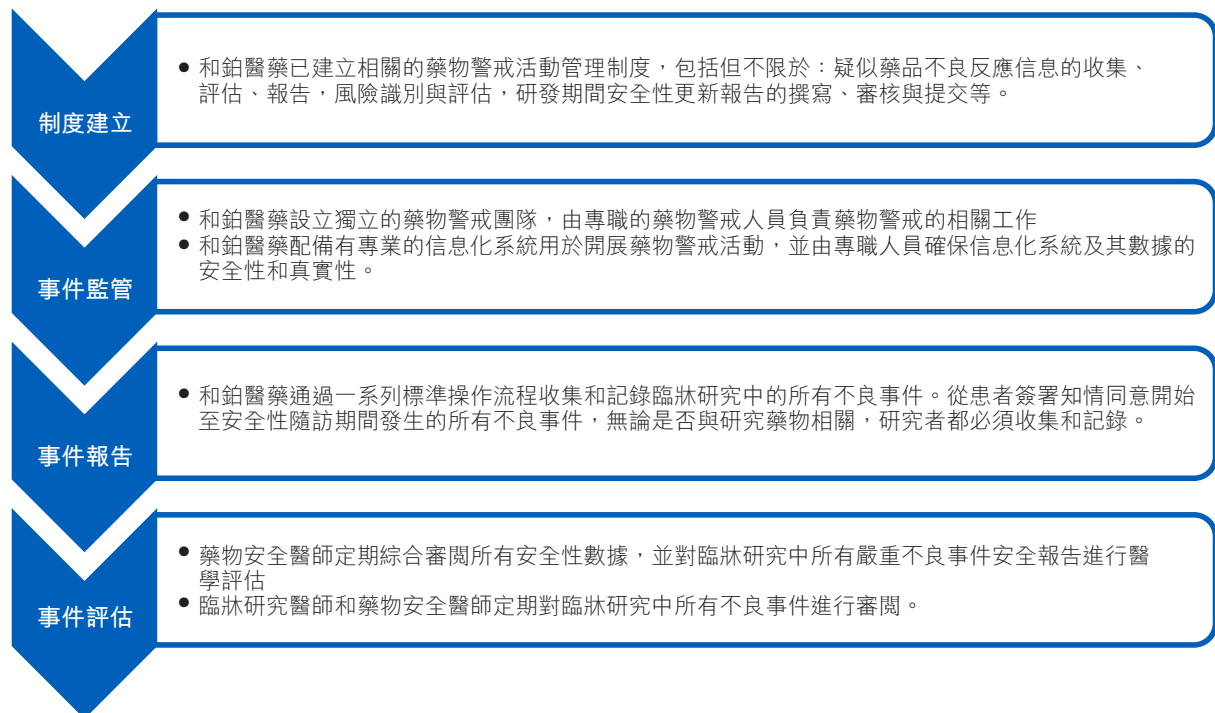 制度建立
• 和鉑醫藥已建立相關的藥物警戒活動管理制度，包括但不限於：疑似藥品不良反應信息的收集、
評估、報告，風險識別與評估，研發期間安全性更新報告的撰寫、審核與提交等。
事件監管
• 和鉑醫藥設立獨立的藥物警戒團隊，由專職的藥物警戒人員負責藥物警戒的相關工作
• 和鉑醫藥配備有專業的信息化系統用於開展藥物警戒活動，並由專職人員確保信息化系統及其數據的
安全性和真實性。
事件報告
• 和鉑醫藥通過一系列標準操作流程收集和記錄臨牀研究中的所有不良事件。從患者簽署知情同意開始
至安全性隨訪期間發生的所有不良事件，無論是否與研究藥物相關，研究者都必須收集和記錄。
事件評估
• 藥物安全醫師定期綜合審閱所有安全性數據，並對臨牀研究中所有嚴重不良事件安全報告進行醫
學評估
• 臨牀研究醫師和藥物安全醫師定期對臨牀研究中所有不良事件進行審閱。